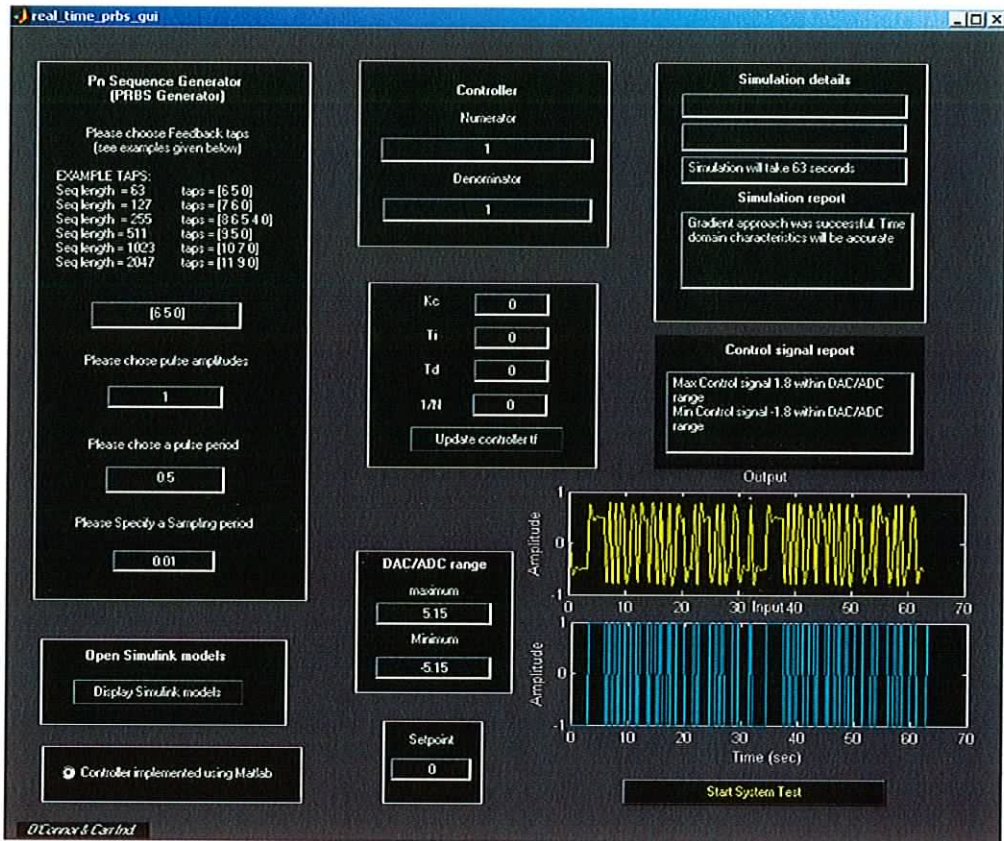 real_time_prbs_gui
Pn Sequence Generator
(PRBS Generator)
Please choose Feedback taps
(see examples given below)
EXAMPLE TAPS:
Seq length = 63 taps = [6 5 0]
Seq length = 127 taps = [7 6 0]
Seq length = 255 taps = [8 6 5 4 0]
Seq length = 511 taps = [9 5 0]
Seq length = 1023 taps = [10 7 0]
Seq length = 2047 taps = [11 9 0]
[6 5 0]
Please chose pulse amplitudes
1
Please chose a pulse period
0.5
Please Specify a Sampling period
0.01
Open Simulink models
Display Simulink models
Controller implemented using Matlab
O'Connor & Carr Ind.
Controller
Numerator
1
Denominator
1
Kc 0
Ti 0
Td 0
1/N 0
Update controller tf
DAC/ADC range
maximum
5.15
Minimum
-5.15
Setpoint
0
Simulation details
Simulation will take 63 seconds
Simulation report
Gradient approach was successful. Time
domain characteristics will be accurate
Control signal report
Max Control signal 1.8 within DAC/ADC
range
Min Control signal -1.8 within DAC/ADC
range
Output
Amplitude
1
0
-1
0 10 20 30 40 50 60 70
Input
Amplitude
1
0
-1
0 10 20 30 40 50 60 70
Time (sec)
Start System Test